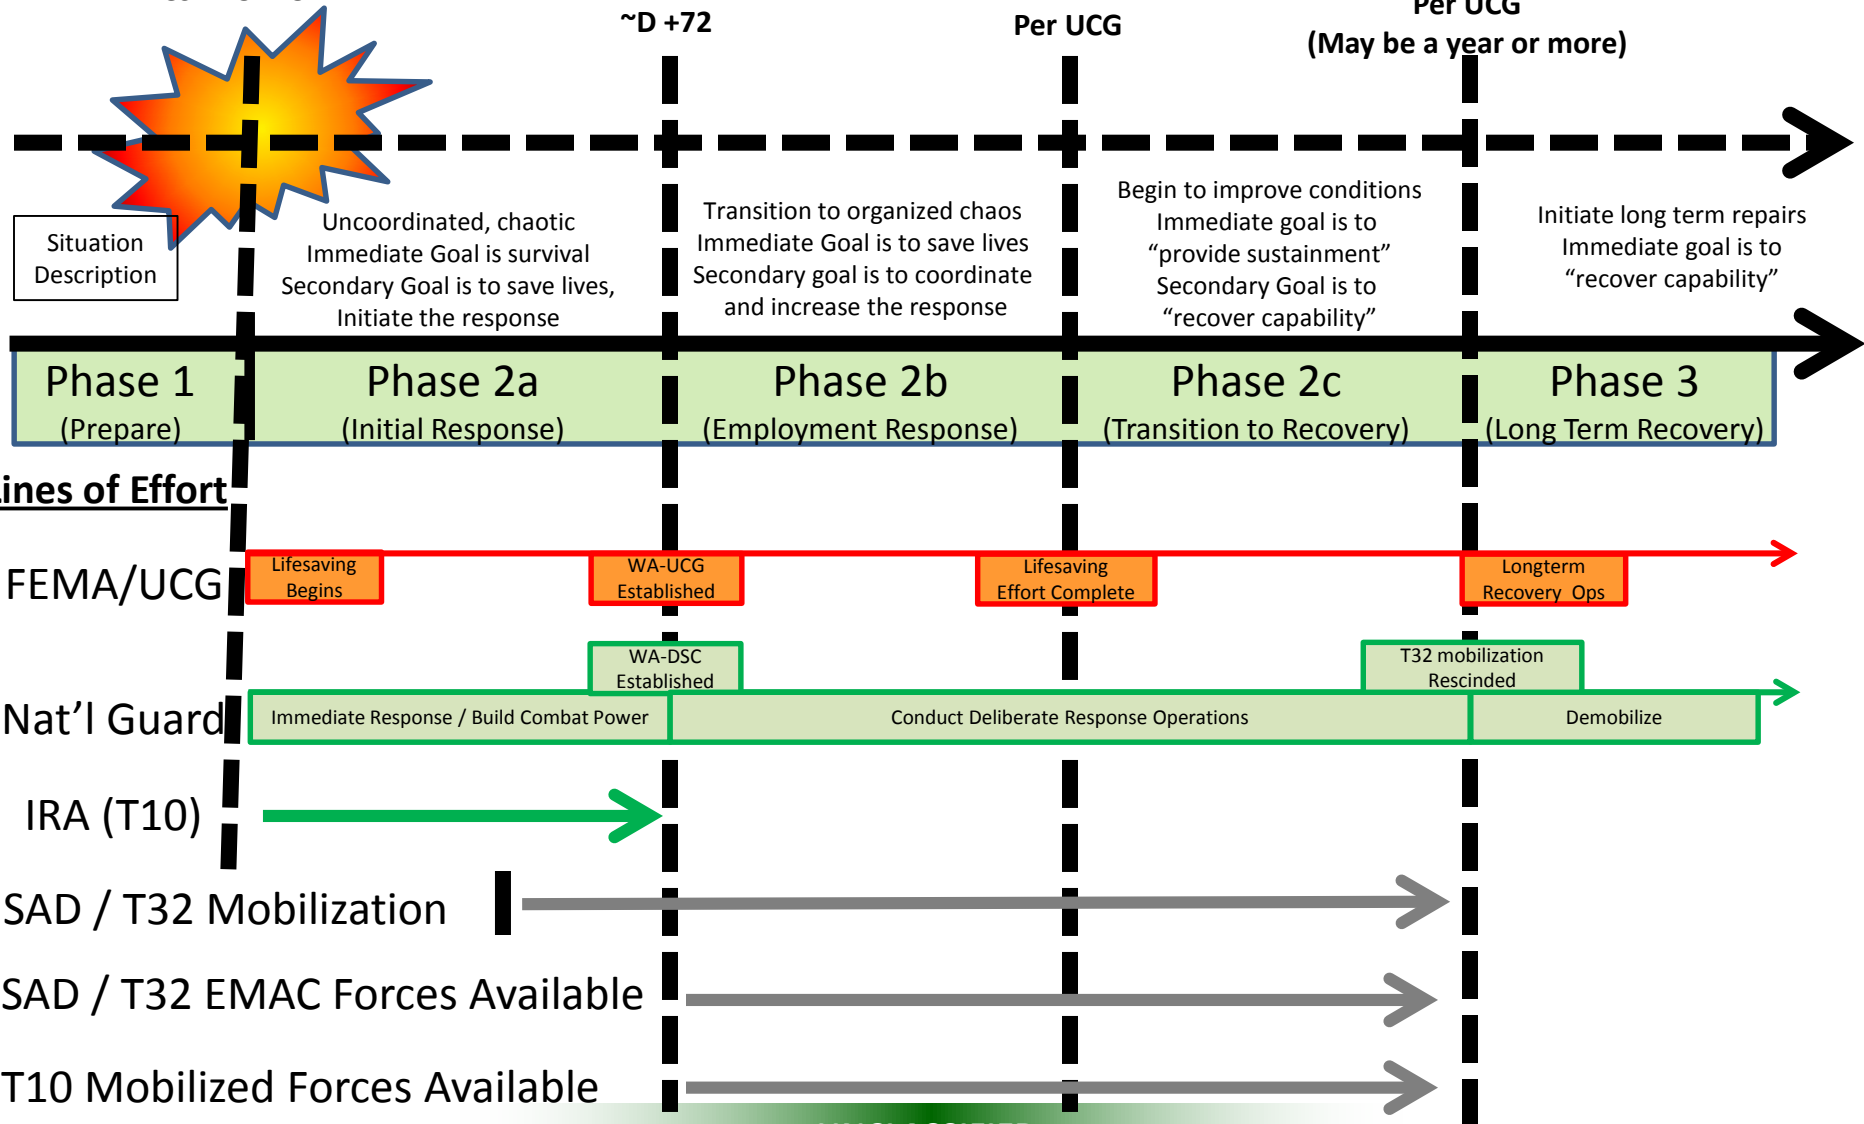 ~D +72
Per UCG
Per UCG
(May be a year or more)
Situation
Description
Uncoordinated, chaotic
Immediate Goal is survival
Secondary Goal is to save lives,
Initiate the response
Transition to organized chaos
Immediate Goal is to save lives
Secondary goal is to coordinate
and increase the response
Begin to improve conditions
Immediate goal is to
“provide sustainment”
Secondary Goal is to
“recover capability”
Initiate long term repairs
Immediate goal is to
“recover capability”
Phase 1
(Prepare)
Phase 2a
(Initial Response)
Phase 2b
(Employment Response)
Phase 2c
(Transition to Recovery)
Phase 3
(Long Term Recovery)
Lines of Effort
FEMA/UCG
Lifesaving
Begins
WA-UCG
Established
Lifesaving
Effort Complete
Longterm
Recovery Ops
WA-DSC
Established
T32 mobilization
Rescinded
Nat’l Guard
Immediate Response / Build Combat Power
Conduct Deliberate Response Operations
Demobilize
IRA (T10)
SAD / T32 Mobilization
SAD / T32 EMAC Forces Available
T10 Mobilized Forces Available